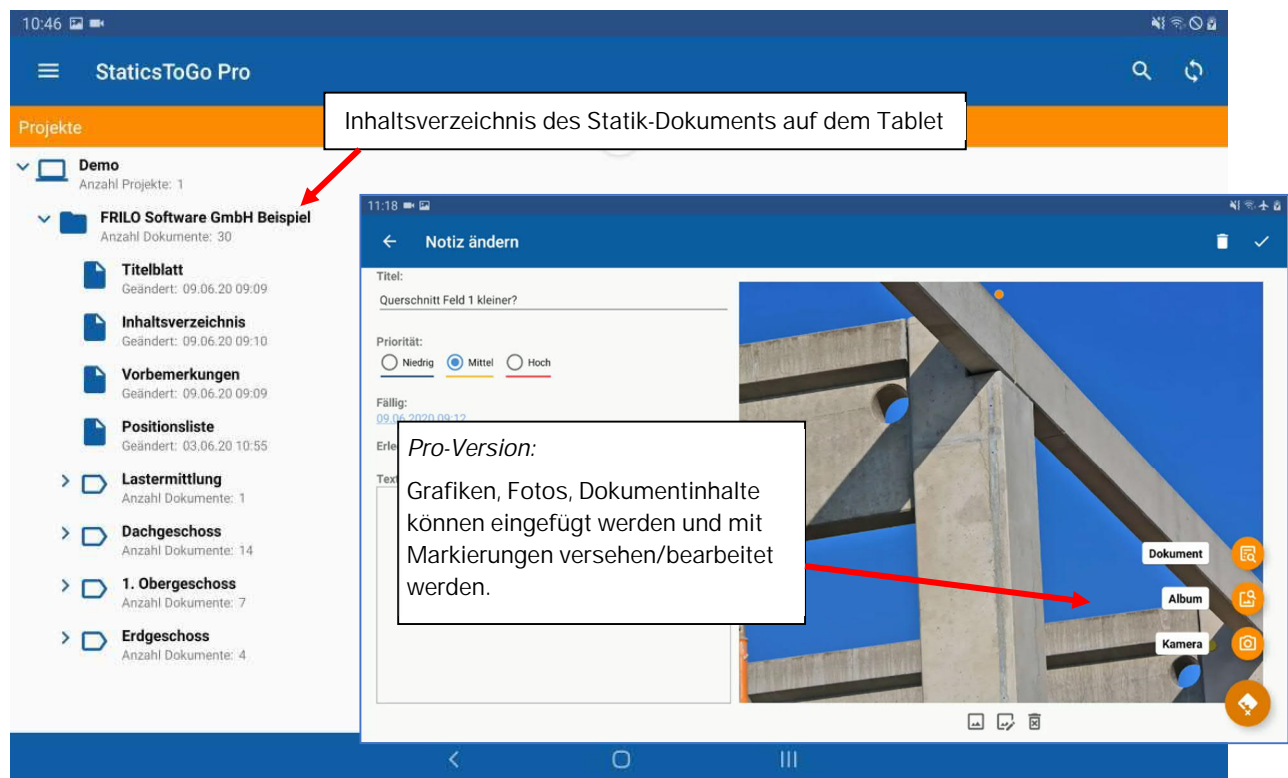 10:46
StaticsToGo Pro
Projekte
Inhaltsverzeichnis des Statik-Dokuments auf dem Tablet
Demo
Anzahl Projekte: 1
FRILO Software GmbH Beispiel
Anzahl Dokumente: 30
Titelblatt
Geändert: 09.06.20 09:09
Inhaltsverzeichnis
Geändert: 09.06.20 09:10
Vorbemerkungen
Geändert: 09.06.20 09:09
Positionsliste
Geändert: 03.06.20 10:55
Lastermittlung
Anzahl Dokumente: 1
Dachgeschoss
Anzahl Dokumente: 14
1. Obergeschoss
Anzahl Dokumente: 7
Erdgeschoss
Anzahl Dokumente: 4
11:18
Notiz ändern
Titel:
Querschnitt Feld 1 kleiner?
Priorität:
Niedrig Mittel Hoch
Fällig:
09.06.2020 09:12
Erle
Text
Pro-Version:
Grafiken, Fotos, Dokumentinhalte
können eingefügt werden und mit
Markierungen versehen/bearbeitet
werden.
Dokument
Album
Kamera